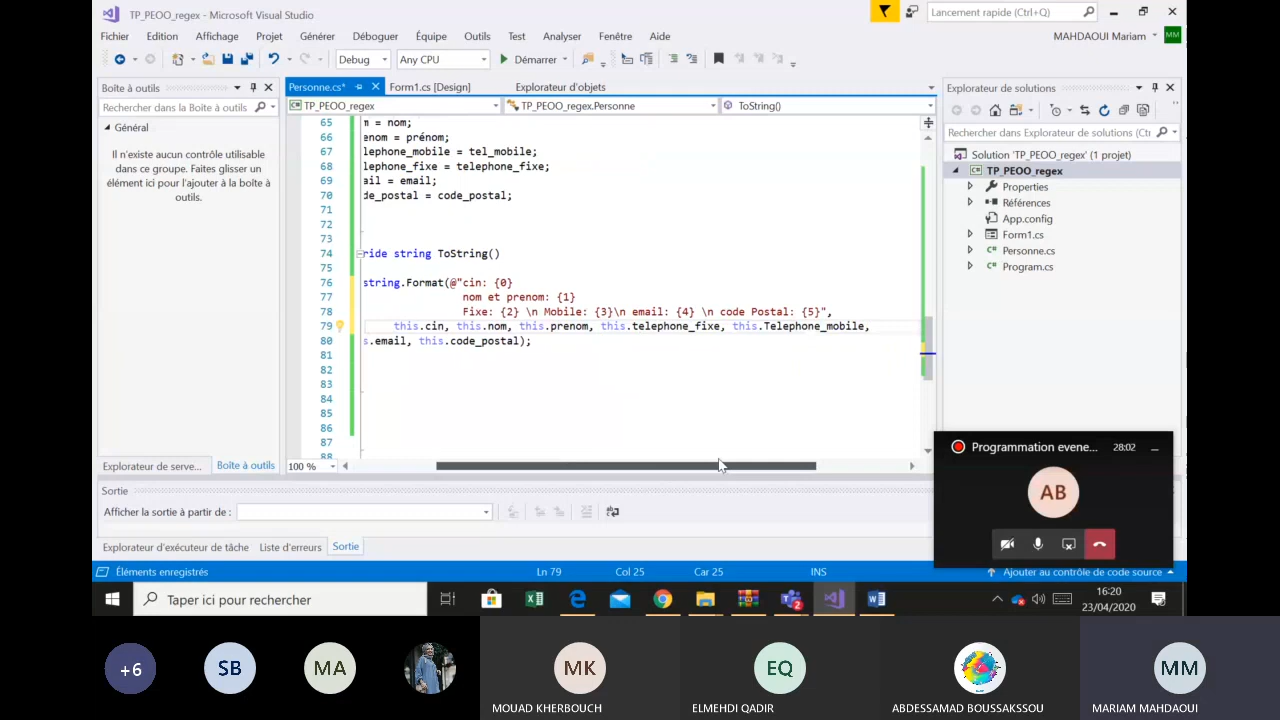 TP_PEOO_regex - Microsoft Visual Studio
Lancement rapide (Ctrl+Q)
Fichier Edition Affichage Projet Générer Déboguer Équipe Outils Test Analyser Fenêtre Aide
MAHDAOUI Mariam
MM
Debug
Any CPU
Démarrer
Boîte à outils
Personne.cs*
Form1.cs [Design]
Explorateur d'objets
Explorateur de solutions
Rechercher dans la Boîte à outils
TP_PEOO_regex
TP_PEOO_regex.Personne
ToString()
Général
Rechercher dans Explorateur de solutions (Ctr
Il n'existe aucun contrôle utilisable
dans ce groupe. Faites glisser un
élément ici pour l'ajouter à la boîte à
outils.
65 m = nom;
66 enom = prénom;
67 lephone_mobile = tel_mobile;
68 lephone_fixe = telephone_fixe;
69 ail = email;
70 de_postal = code_postal;
71
72
73
74 ride string ToString()
75
76 string.Format(@"cin: {0}
77 nom et prenom: {1}
78 Fixe: {2} \n Mobile: {3}\n email: {4} \n code Postal: {5}",
79 this.cin, this.nom, this.prenom, this.telephone_fixe, this.Telephone_mobile,
80 s.email, this.code_postal);
81
82
83
84
85
86
87
88
Solution 'TP_PEOO_regex' (1 projet)
TP_PEOO_regex
Properties
Références
App.config
Form1.cs
Personne.cs
Program.cs
Programmation evene...
28:02
AB
Explorateur de serve...
Boîte à outils
100 %
Sortie
Afficher la sortie à partir de :
Explorateur d'exécuteur de tâche
Liste d'erreurs
Sortie
Éléments enregistrés
Ln 79
Col 25
Car 25
INS
Ajouter au contrôle de code source
Taper ici pour rechercher
16:20
23/04/2020
+6
SB
MA
MK
EQ
MM
MOUAD KHERBOUCH
ELMEHDI QADIR
ABDESSAMAD BOUSSAKSSOU
MARIAM MAHDAOUI